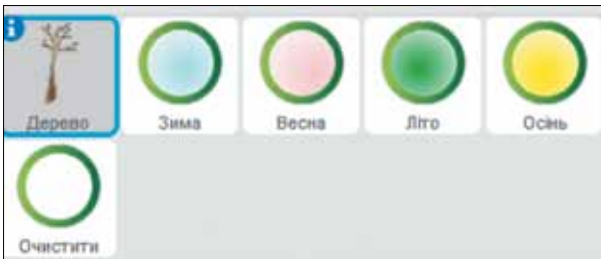 i
Дерево Зима Весна Літо Осінь
Очистити